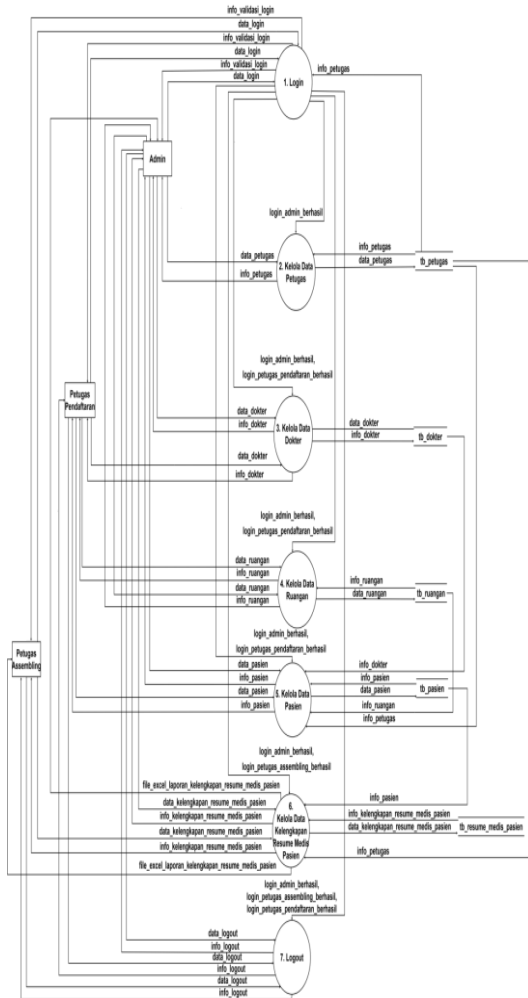 info_validasi_login
data_login
info_validasi_login
data_login
info_validasi_login
data_login
1. Login
info_petugas
Admin
login_admin_berhasil
data_petugas
info_petugas
2. Kelola Data
Petugas
info_petugas
data_petugas
tb_petugas
login_admin_berhasil,
login_petugas_pendaftaran_berhasil
Petugas
Pendaftaran
data_dokter
info_dokter
data_dokter
info_dokter
3. Kelola Data
Dokter
data_dokter
info_dokter
tb_dokter
login_admin_berhasil,
login_petugas_pendaftaran_berhasil
data_ruangan
info_ruangan
data_ruangan
info_ruangan
4. Kelola Data
Ruangan
info_ruangan
data_ruangan
tb_ruangan
login_admin_berhasil,
login_petugas_pendaftaran_berhasil
Petugas
Assembling
data_pasien
info_pasien
data_pasien
info_pasien
5. Kelola Data
Pasien
info_dokter
info_pasien
data_pasien
tb_pasien
info_ruangan
info_petugas
login_admin_berhasil,
login_petugas_assembling_berhasil
file_excel_laporan_kelengkapan_resume_medis_pasien
data_kelengkapan_resume_medis_pasien
info_kelengkapan_resume_medis_pasien
data_kelengkapan_resume_medis_pasien
info_kelengkapan_resume_medis_pasien
file_excel_laporan_kelengkapan_resume_medis_pasien
6.
Kelola Data
Kelengkapan
Resume Medis
Pasien
info_pasien
info_kelengkapan_resume_medis_pasien
data_kelengkapan_resume_medis_pasien
tb_resume_medis_pasien
info_petugas
login_admin_berhasil,
login_petugas_assembling_berhasil,
login_petugas_pendaftaran_berhasil
data_logout
info_logout
data_logout
info_logout
data_logout
info_logout
7. Logout